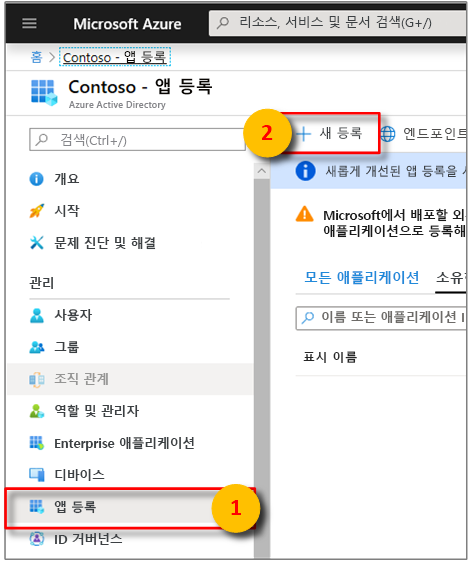 Microsoft Azure
리소스, 서비스 및 문서 검색(G+/)
홈 > Contoso - 앱 등록
Contoso - 앱 등록
Azure Active Directory
검색(Ctrl+/)
2
새 등록
엔드포인트
개요
새롭게 개선된 앱 등록을 사
시작
Microsoft에서 배포할 외
애플리케이션으로 등록해
문제 진단 및 해결
관리
모든 애플리케이션
소유
사용자
이름 또는 애플리케이션 I
그룹
표시 이름
조직 관계
역할 및 관리자
Enterprise 애플리케이션
디바이스
앱 등록
1
ID 거버넌스